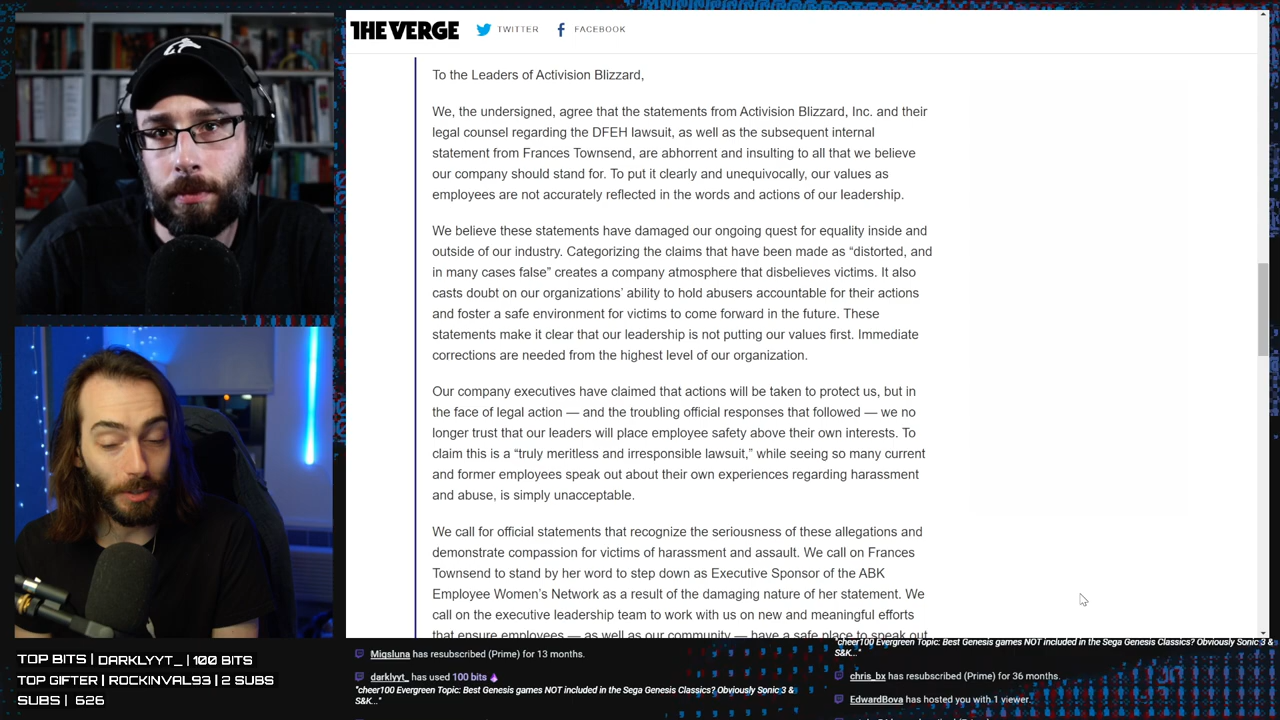 THE VERGE
TWITTER
FACEBOOK
To the Leaders of Activision Blizzard,
We, the undersigned, agree that the statements from Activision Blizzard, Inc. and their
legal counsel regarding the DFEH lawsuit, as well as the subsequent internal
statement from Frances Townsend, are abhorrent and insulting to all that we believe
our company should stand for. To put it clearly and unequivocally, our values as
employees are not accurately reflected in the words and actions of our leadership.
We believe these statements have damaged our ongoing quest for equality inside and
outside of our industry. Categorizing the claims that have been made as “distorted, and
in many cases false” creates a company atmosphere that disbelieves victims. It also
casts doubt on our organizations’ ability to hold abusers accountable for their actions
and foster a safe environment for victims to come forward in the future. These
statements make it clear that our leadership is not putting our values first. Immediate
corrections are needed from the highest level of our organization.
Our company executives have claimed that actions will be taken to protect us, but in
the face of legal action — and the troubling official responses that followed — we no
longer trust that our leaders will place employee safety above their own interests. To
claim this is a “truly meritless and irresponsible lawsuit,” while seeing so many current
and former employees speak out about their own experiences regarding harassment
and abuse, is simply unacceptable.
We call for official statements that recognize the seriousness of these allegations and
demonstrate compassion for victims of harassment and assault. We call on Frances
Townsend to stand by her word to step down as Executive Sponsor of the ABK
Employee Women’s Network as a result of the damaging nature of her statement. We
call on the executive leadership team to work with us on new and meaningful efforts
that ensure employees — as well as our community — have a safe place to speak out
TOP BITS | DARKLYYT_ | 100 BITS
TOP GIFTER | ROCKINVAL93 | 2 SUBS
SUBS | 626
Migsluna has resubscribed (Prime) for 13 months.
darklyyt_ has used 100 bits
"cheer100 Evergreen Topic: Best Genesis games NOT included in the Sega Genesis Classics? Obviously Sonic 3 &
S&K..."
"cheer100 Evergreen Topic: Best Genesis games NOT included in the Sega Genesis Classics? Obviously Sonic 3 &
S&K..."
chris_bx has resubscribed (Prime) for 36 months.
EdwardBova has hosted you with 1 viewer.